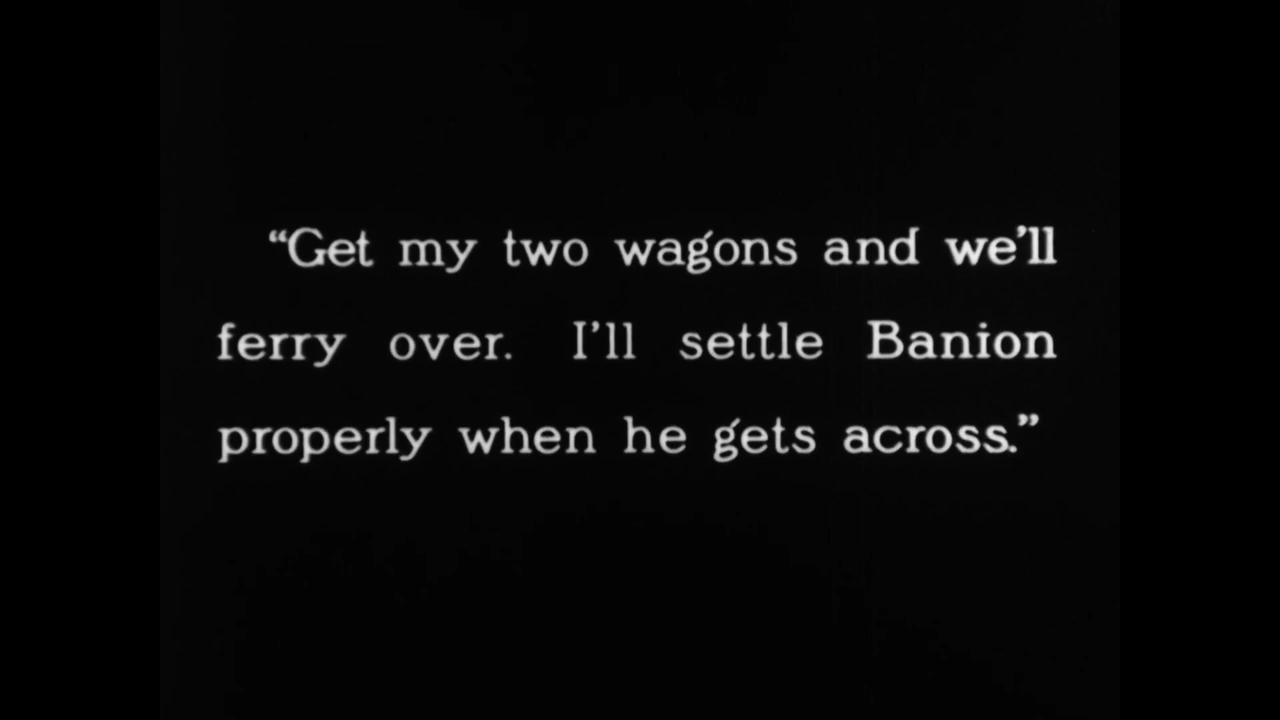 “Get my two wagons and we’ll
ferry over. I’ll settle Banion
properly when he gets across.”